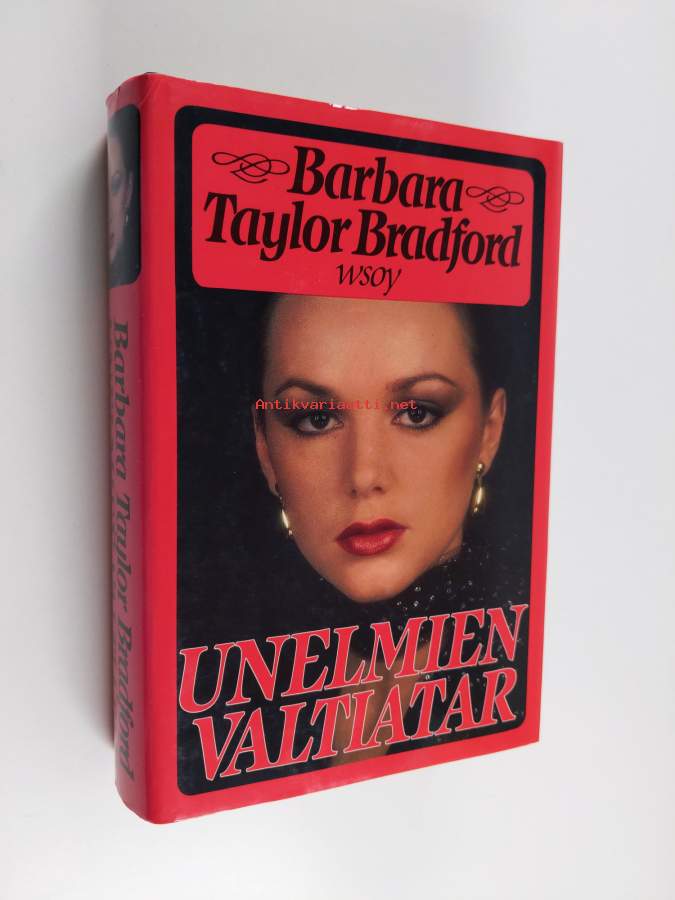 Barbara
Taylor Bradford
wsoy
Antikvariaatti.net
UNELMIEN
VALTIATAR
Barbara Taylor Bradford